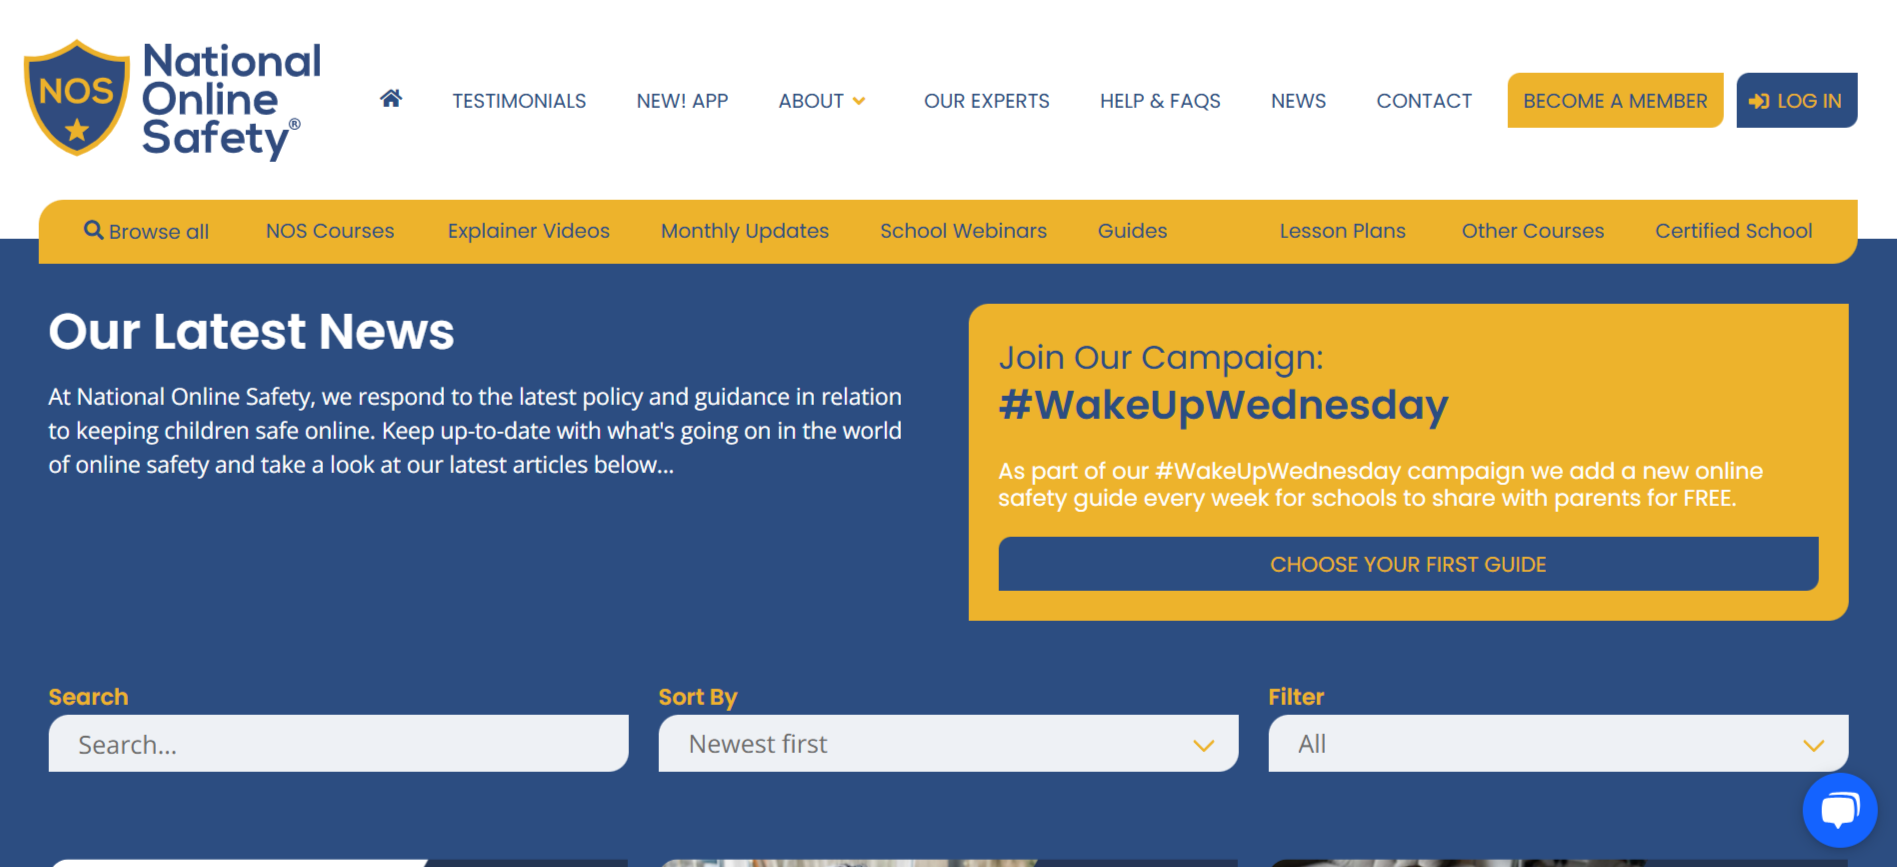 NOS
National
Online
Safety®
TESTIMONIALS
NEW! APP
ABOUT
OUR EXPERTS
HELP & FAQS
NEWS
CONTACT
BECOME A MEMBER
LOG IN
Browse all
NOS Courses
Explainer Videos
Monthly Updates
School Webinars
Guides
Lesson Plans
Other Courses
Certified School
Our Latest News
At National Online Safety, we respond to the latest policy and guidance in relation
to keeping children safe online. Keep up-to-date with what's going on in the world
of online safety and take a look at our latest articles below...
Join Our Campaign:
#WakeUpWednesday
As part of our #WakeUpWednesday campaign we add a new online
safety guide every week for schools to share with parents for FREE.
CHOOSE YOUR FIRST GUIDE
Search
Search...
Sort By
Newest first
Filter
All